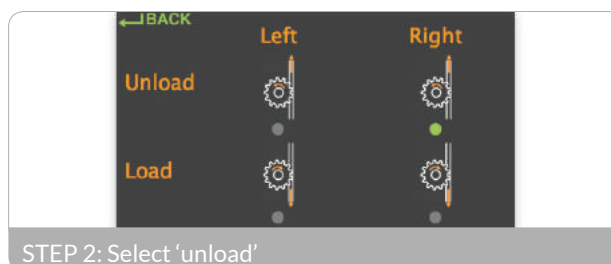 BACK
Left Right
Unload
Load
STEP 2: Select ‘unload’